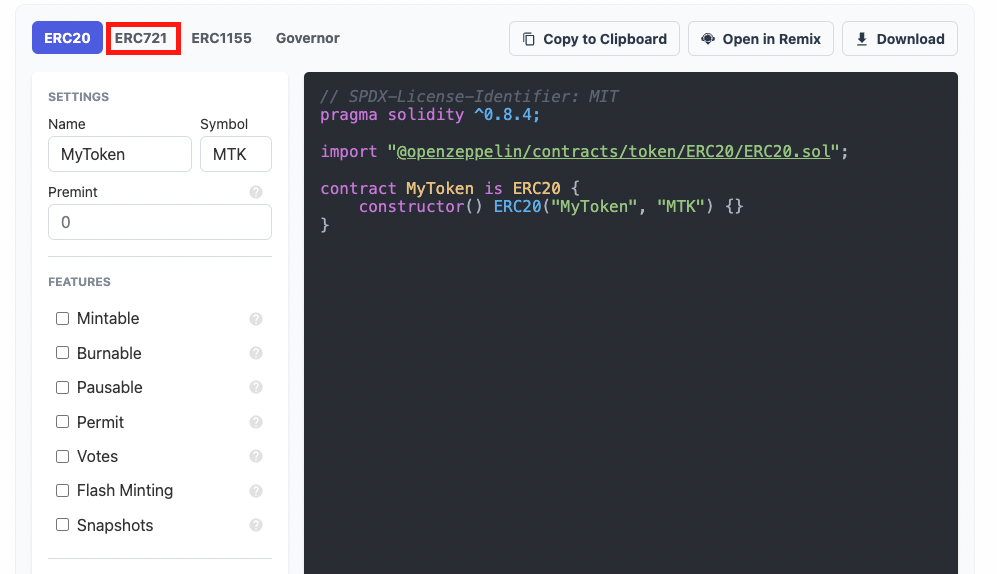 ERC20 ERC721 ERC1155 Governor Copy to Clipboard Open in Remix Download
SETTINGS
Name Symbol
MyToken MTK
Premint ?
0
FEATURES
Mintable ?
Burnable ?
Pausable ?
Permit ?
Votes ?
Flash Minting ?
Snapshots ?
// SPDX-License-Identifier: MIT
pragma solidity ^0.8.4;
import "@openzeppelin/contracts/token/ERC20/ERC20.sol";
contract MyToken is ERC20 {
constructor() ERC20("MyToken", "MTK") {}
}